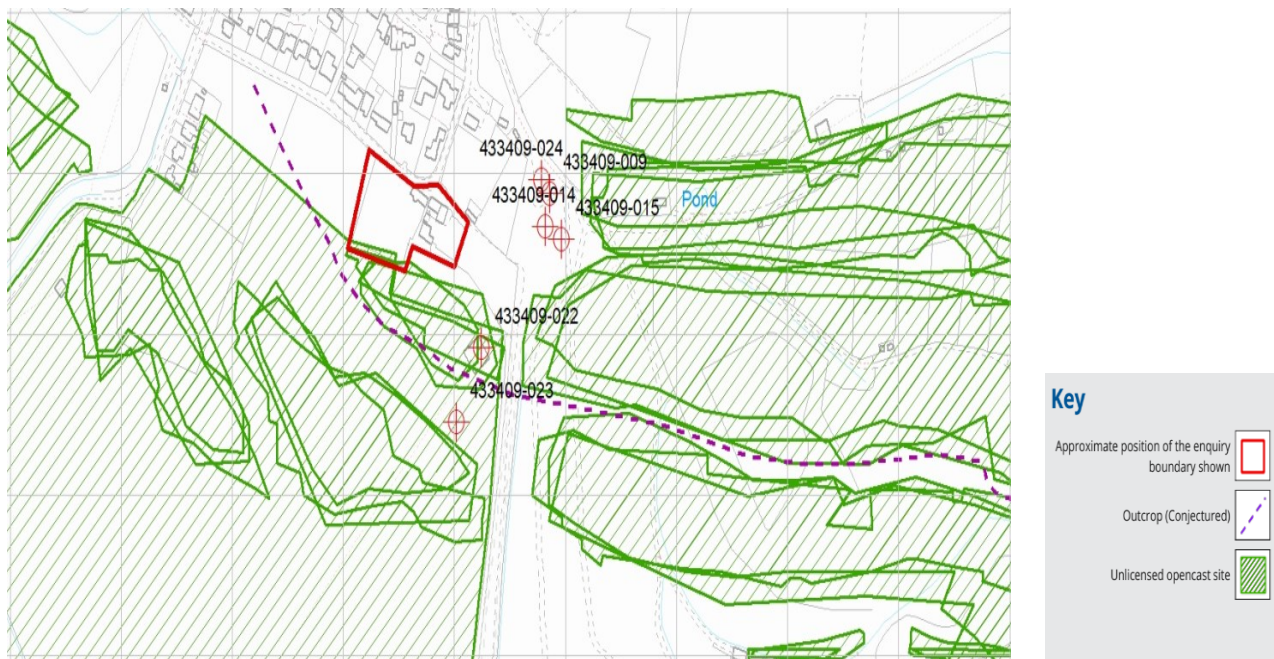 433409-024
433409-009
433409-014
433409-015
Pond
433409-022
433409-023
Key
Approximate position of the enquiry
boundary shown
Outcrop (Conjectured)
Unlicensed opencast site